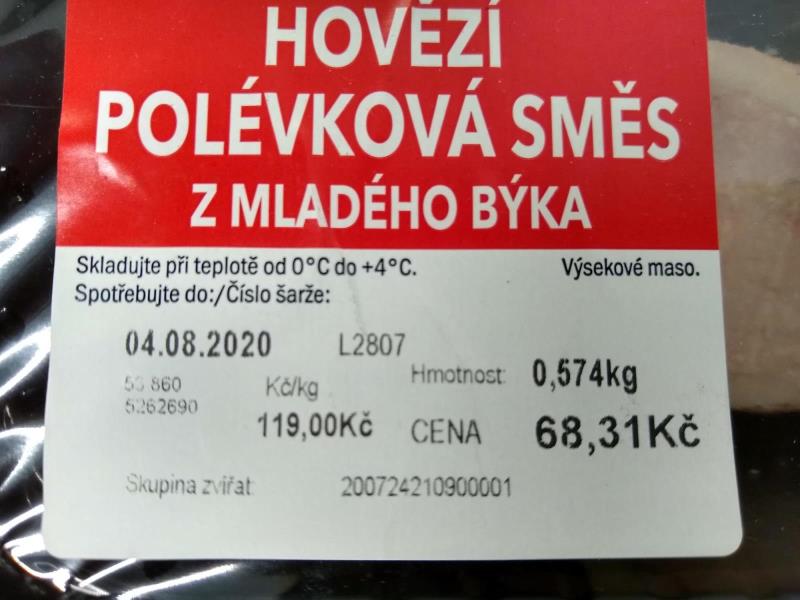 HOVĚZÍ
POLÉVKOVÁ SMĚS
Z MLADÉHO BÝKA
Skladujte při teplotě od 0°C do +4°C. Výsekové maso.
Spotřebujte do:/Číslo šarže:
04.08.2020 L2807
860 Kč/kg Hmotnost: 0,574kg
5262690 119,00Kč CENA 68,31Kč
Skupina zvířat: 200724210900001